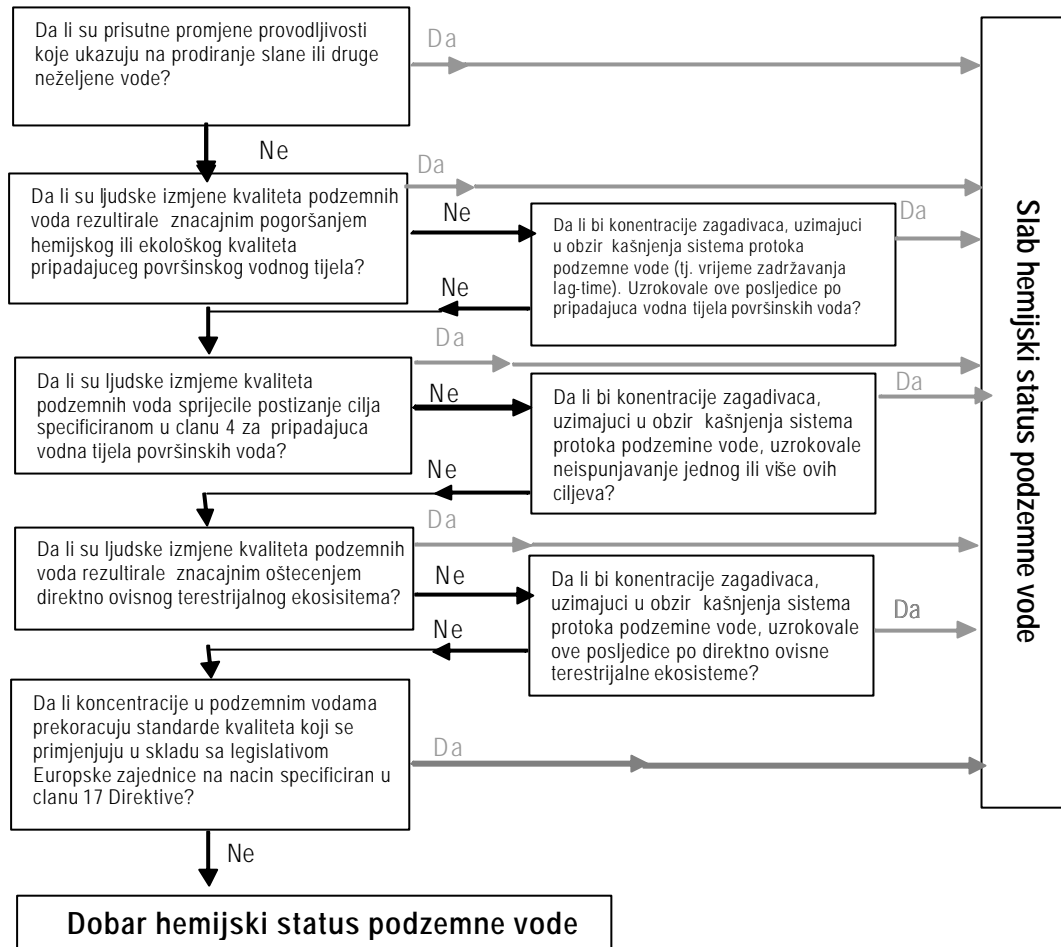 Da li su prisutne promjene provodljivosti
koje ukazuju na prodiranje slane ili druge
neželjene vode?
Da
Ne
Da li su ljudske izmjene kvaliteta podzemnih
voda rezultirale znacajnim pogoršanjem
hemijskog ili ekološkog kvaliteta
pripadajuceg površinskog vodnog tijela?
Da
Ne
Da li bi konentracije zagadivaca, uzimajuci
u obzir kašnjenja sistema protoka
podzemne vode (tj. vrijeme zadržavanja
lag-time). Uzrokovale ove posljedice po
pripadajuca vodna tijela površinskih voda?
Da
Ne
Da li su ljudske izmjeme kvaliteta
podzemnih voda sprijecile postizanje cilja
specificiranom u clanu 4 za pripadajuca
vodna tijela površinskih voda?
Da
Ne
Da li bi konentracije zagadivaca,
uzimajuci u obzir kašnjenja sistema
protoka podzemine vode, uzrokovale
neispunjavanje jednog ili više ovih
ciljeva?
Da
Ne
Da li su ljudske izmjene kvaliteta podzemnih
voda rezultirale znacajnim oštecenjem
direktno ovisnog terestrijalnog ekosisitema?
Da
Ne
Da li bi konentracije zagadivaca,
uzimajuci u obzir kašnjenja sistema
protoka podzemine vode, uzrokovale
ove posljedice po direktno ovisne
terestrijalne ekosisteme?
Da
Ne
Da li koncentracije u podzemnim vodama
prekoracuju standarde kvaliteta koji se
primjenjuju u skladu sa legislativom
Europske zajednice na nacin specificiran u
clanu 17 Direktive?
Da
Ne
Dobar hemijski status podzemne vode
Slab hemijski status podzemne vode